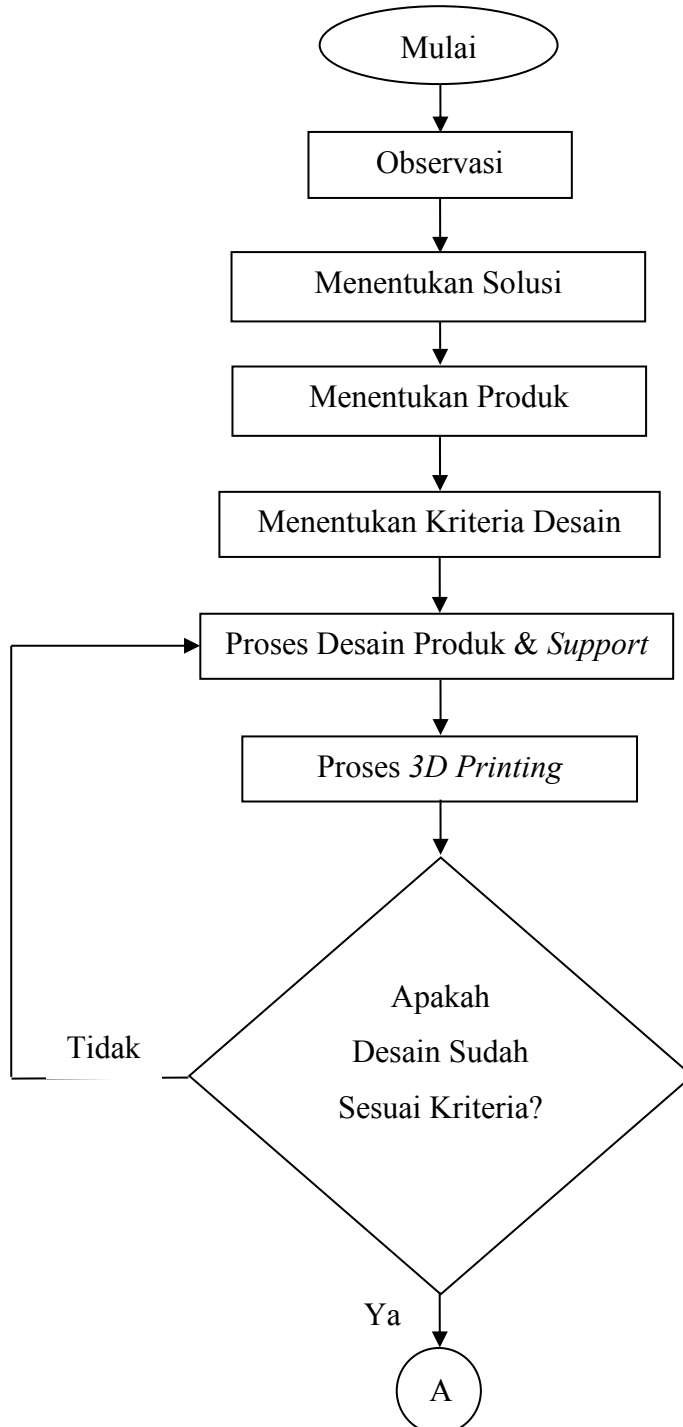 Mulai
Observasi
Menentukan Solusi
Menentukan Produk
Menentukan Kriteria Desain
Proses Desain Produk & Support
Proses 3D Printing
Apakah
Desain Sudah
Sesuai Kriteria?
Tidak
Ya
A